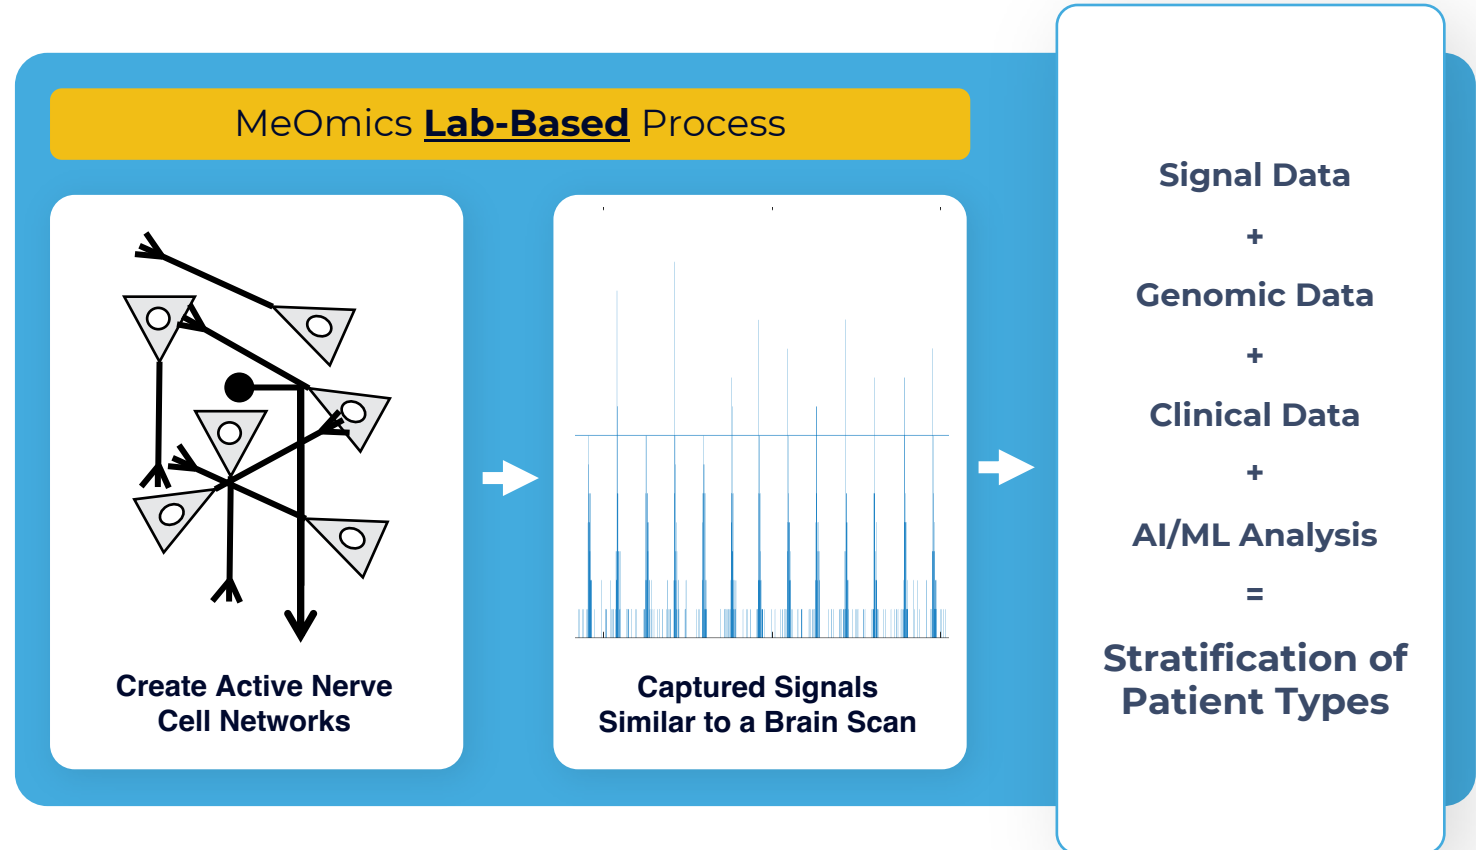 MeOmics Lab-Based Process
Create Active Nerve
Cell Networks
Captured Signals
Similar to a Brain Scan
Signal Data
+
Genomic Data
+
Clinical Data
+
AI/ML Analysis
=
Stratification of
Patient Types